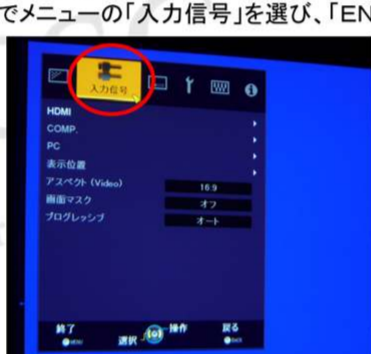 でメニューの「入力信号」を選び、「EN
入力信号
HDMI
COMP.
PC
表示位置
アスペクト (Video) 16:9
画面マスク オフ
プログレッシブ オート
終了 選択 操作 戻る
MENU BACK